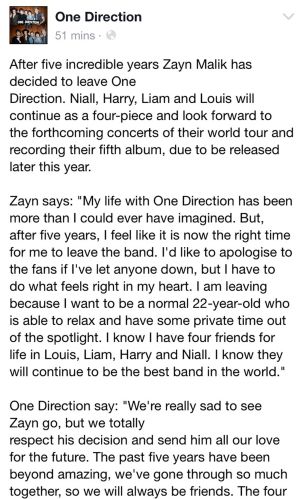 One Direction
51 mins ·
After five incredible years Zayn Malik has
decided to leave One
Direction. Niall, Harry, Liam and Louis will
continue as a four-piece and look forward to
the forthcoming concerts of their world tour and
recording their fifth album, due to be released
later this year.
Zayn says: "My life with One Direction has been
more than I could ever have imagined. But,
after five years, I feel like it is now the right time
for me to leave the band. I'd like to apologise to
the fans if I've let anyone down, but I have to
do what feels right in my heart. I am leaving
because I want to be a normal 22-year-old who
is able to relax and have some private time out
of the spotlight. I know I have four friends for
life in Louis, Liam, Harry and Niall. I know they
will continue to be the best band in the world."
One Direction say: "We're really sad to see
Zayn go, but we totally
respect his decision and send him all our love
for the future. The past five years have been
beyond amazing, we've gone through so much
together, so we will always be friends. The four